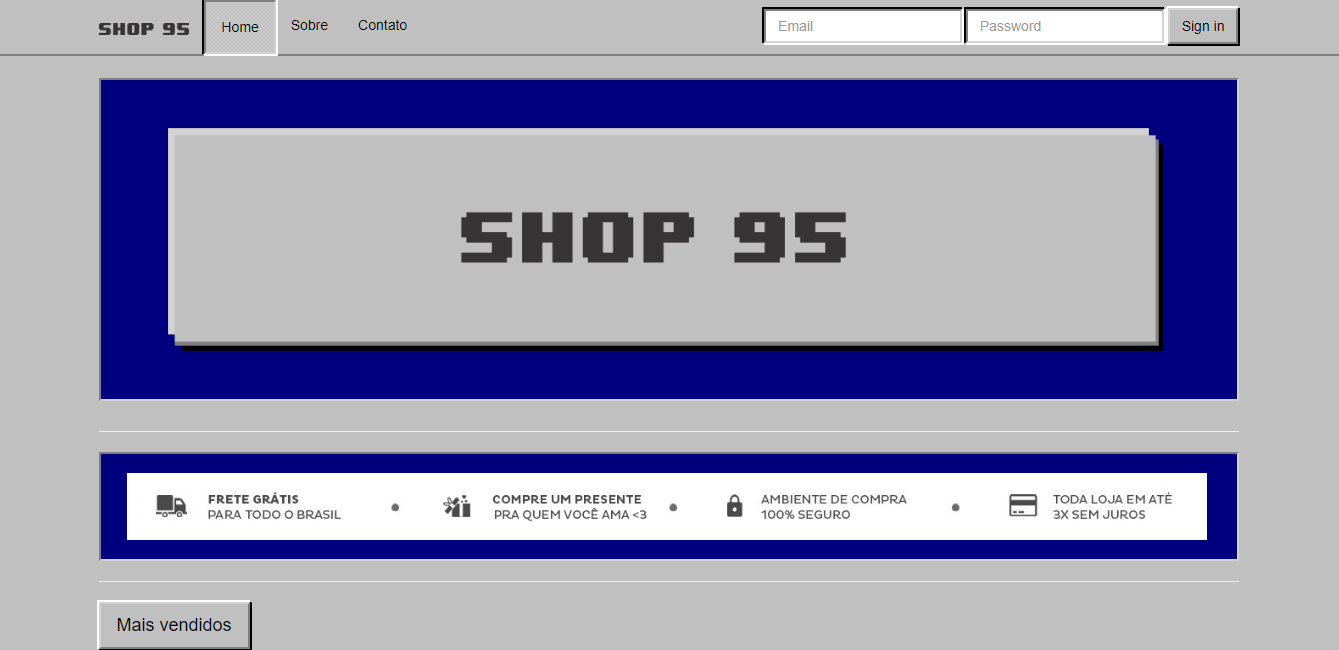 SHOP 95
Home
Sobre
Contato
Email
Password
Sign in
SHOP 95
FRETE GRÁTIS
PARA TODO O BRASIL
COMPRE UM PRESENTE
PRA QUEM VOCÊ AMA <3
AMBIENTE DE COMPRA
100% SEGURO
TODA LOJA EM ATÉ
3X SEM JUROS
Mais vendidos